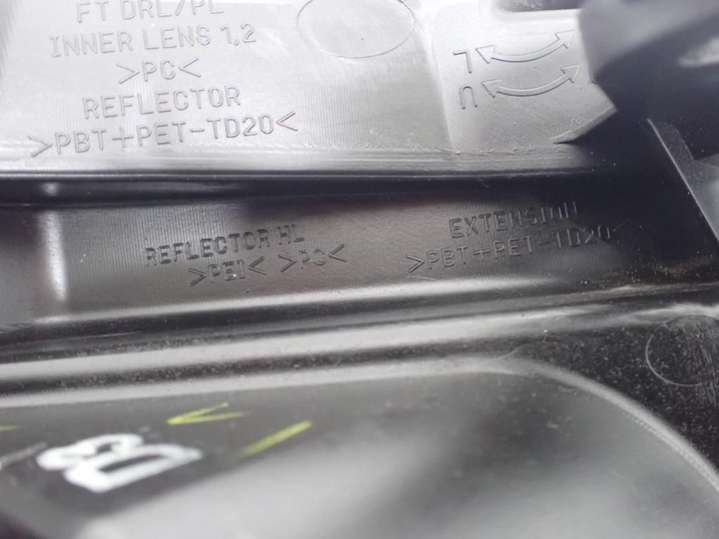 FT DRL/PL
INNER LENS 1,2
>PC<
REFLECTOR
>PBT+PET-TD20<
L
U
REFLECTOR HL
>PEI< >PC<
EXTENSION
>PBT+PET-TD20<